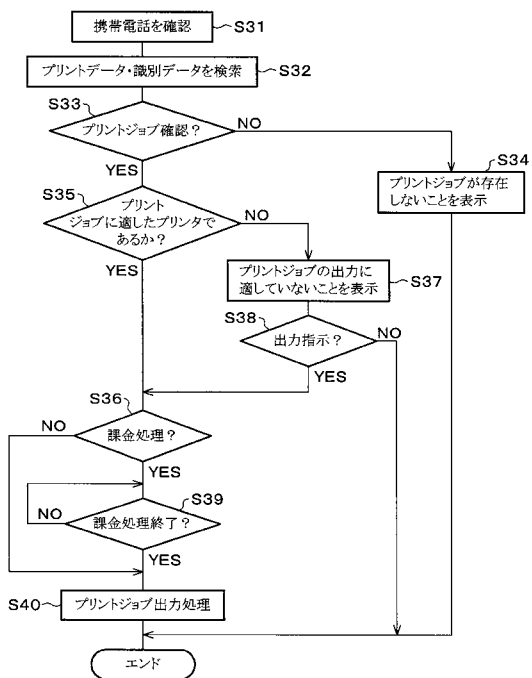 携帯電話を確認
S31
プリントデータ・識別データを検索
S32
S33
プリントジョブ確認？
NO
YES
S34
プリントジョブが存在
しないことを表示
S35
プリント
ジョブに適したプリンタで
あるか？
NO
YES
プリントジョブの出力に
適していないことを表示
S37
S38
出力指示？
NO
YES
S36
課金処理？
NO
YES
S39
課金処理終了？
NO
YES
S40
プリントジョブ出力処理
エンド